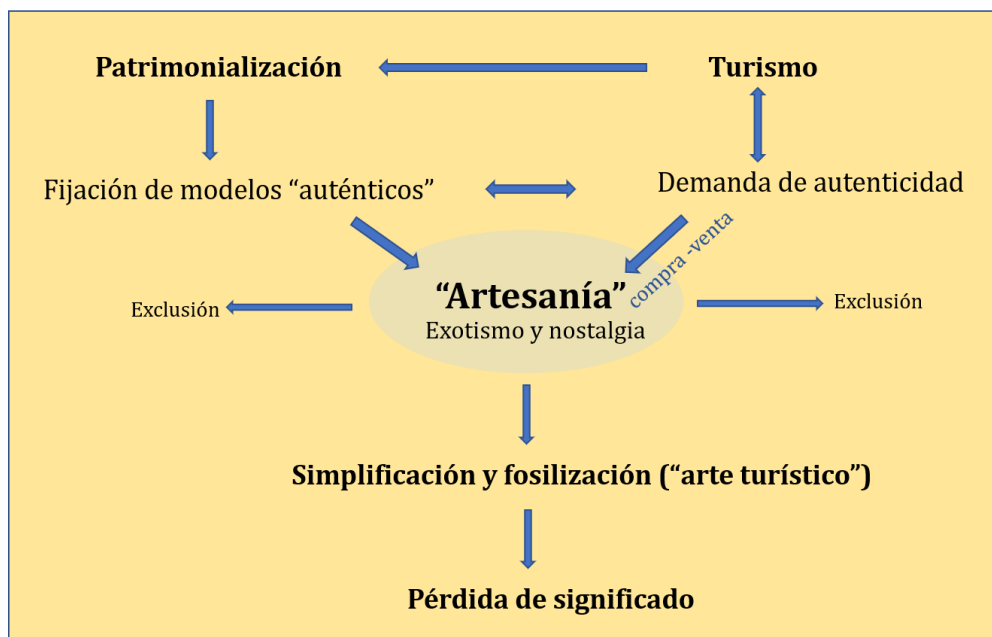 Patrimonialización
Turismo
Fijación de modelos “auténticos”
Demanda de autenticidad
compra -venta
“Artesanía”
Exotismo y nostalgia
Exclusión
Exclusión
Simplificación y fosilización (“arte turístico”)
Pérdida de significado